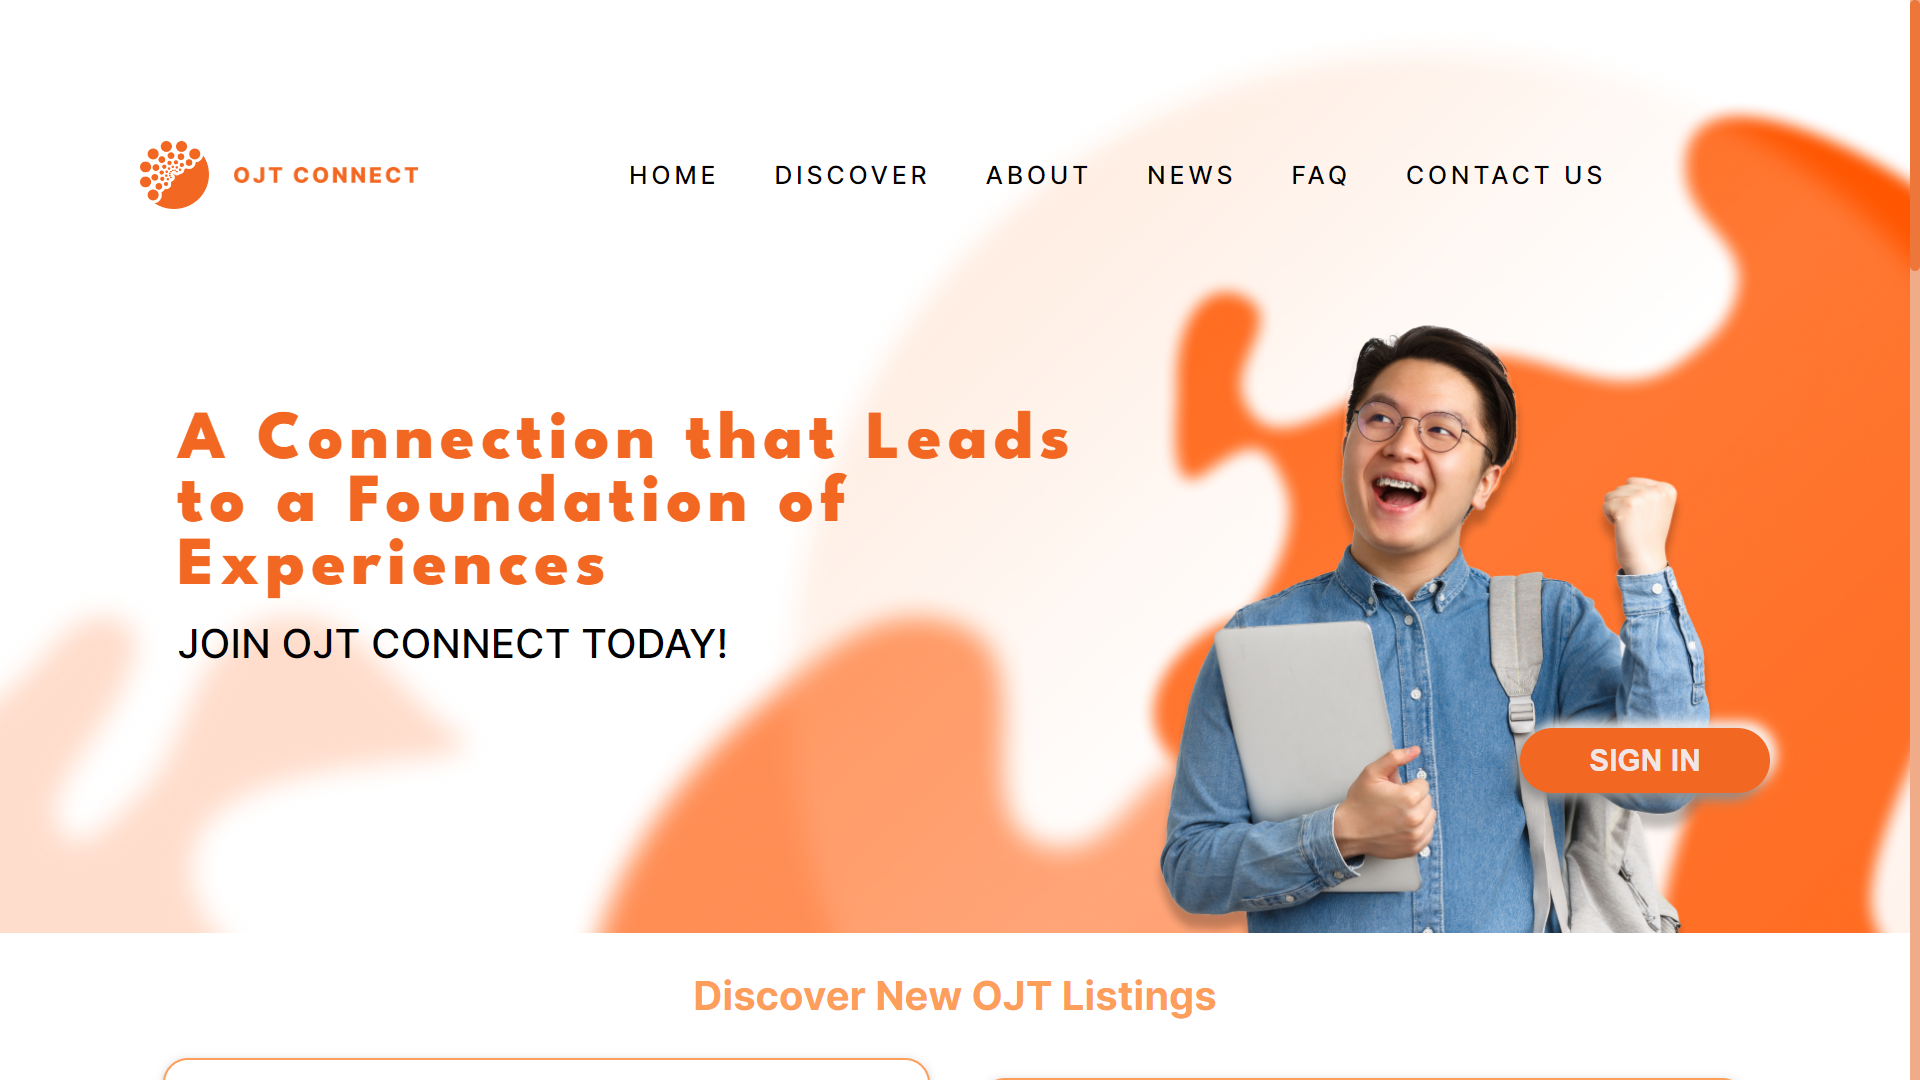 OJT CONNECT
HOME DISCOVER ABOUT NEWS FAQ CONTACT US
A Connection that Leads
to a Foundation of
Experiences
JOIN OJT CONNECT TODAY!
SIGN IN
Discover New OJT Listings